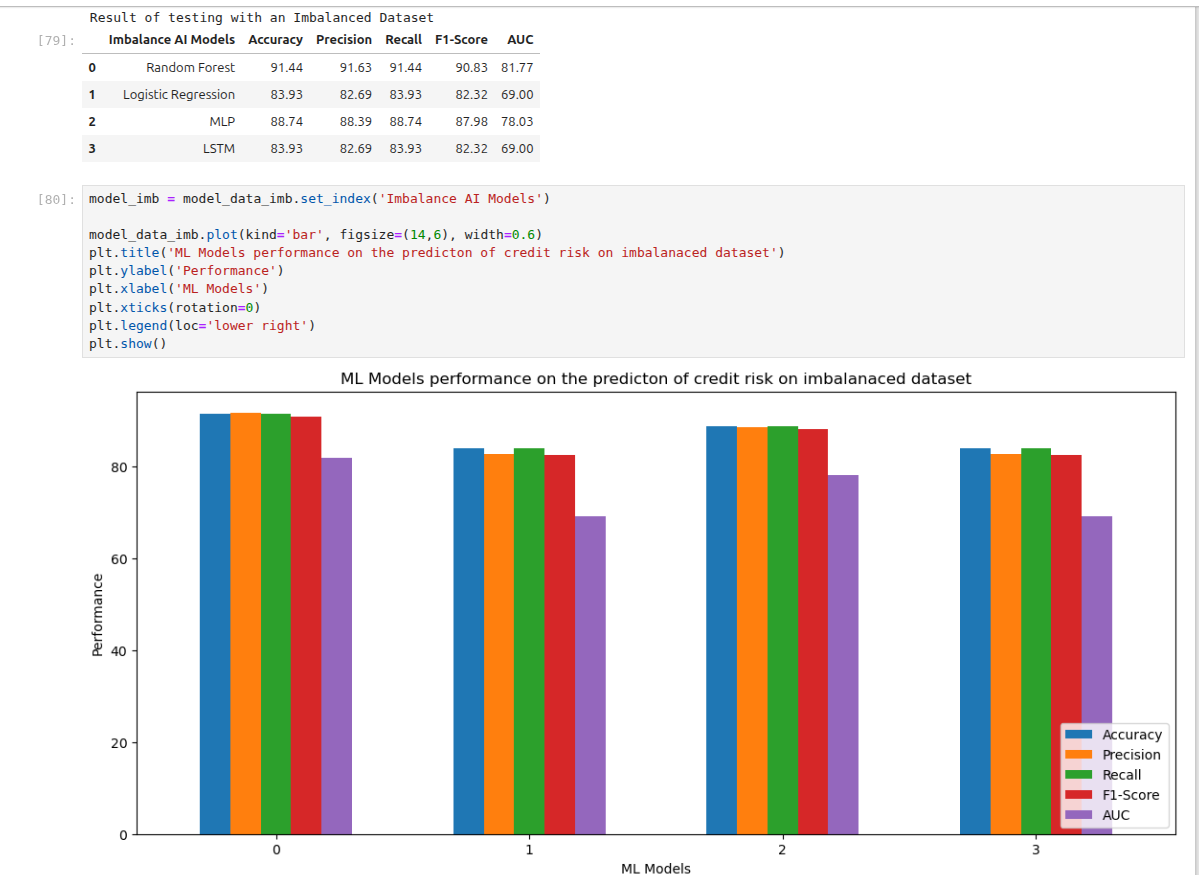 Result of testing with an Imbalanced Dataset
[79]: Imbalance AI Models Accuracy Precision Recall F1-Score AUC
0 Random Forest 91.44 91.63 91.44 90.83 81.77
1 Logistic Regression 83.93 82.69 83.93 82.32 69.00
2 MLP 88.74 88.39 88.74 87.98 78.03
3 LSTM 83.93 82.69 83.93 82.32 69.00
[80]: model_imb = model_data_imb.set_index('Imbalance AI Models')
model_data_imb.plot(kind='bar', figsize=(14,6), width=0.6)
plt.title('ML Models performance on the predicton of credit risk on imbalanaced dataset')
plt.ylabel('Performance')
plt.xlabel('ML Models')
plt.xticks(rotation=0)
plt.legend(loc='lower right')
plt.show()
ML Models performance on the predicton of credit risk on imbalanaced dataset
80
60
Performance
40
20
0
Accuracy
Precision
Recall
F1-Score
AUC
0 1 2 3
ML Models